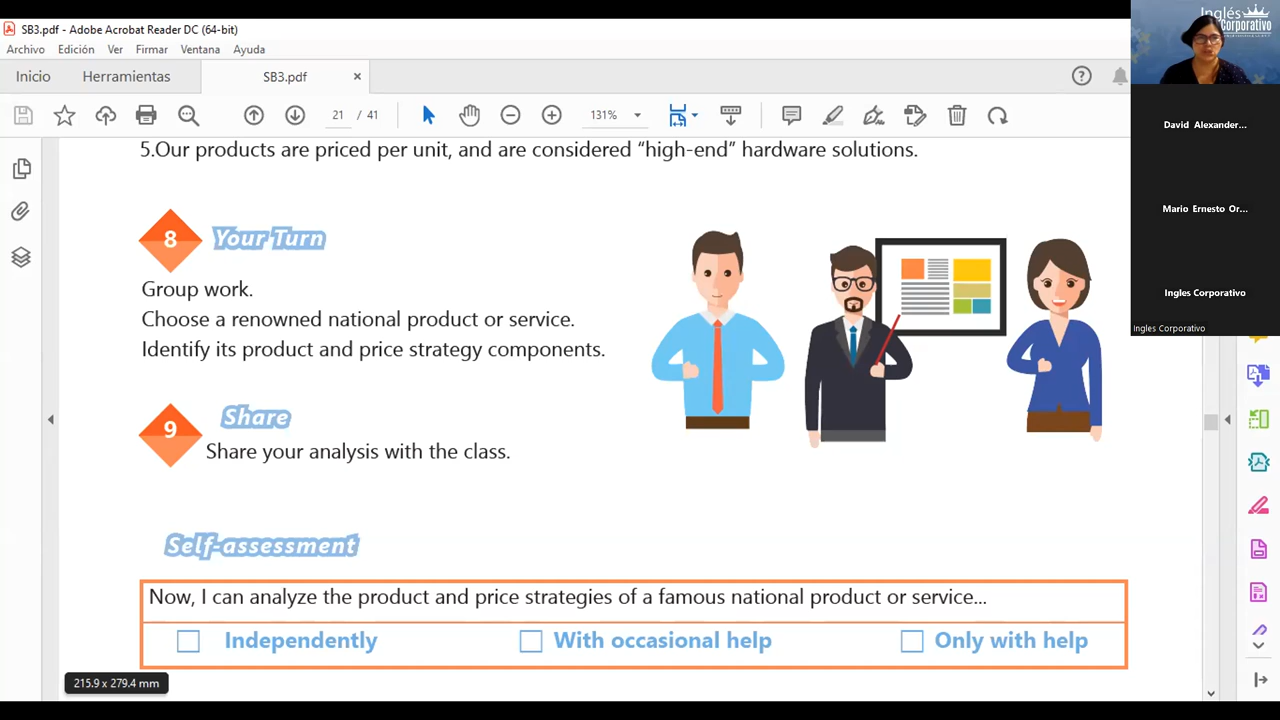 SB3.pdf - Adobe Acrobat Reader DC (64-bit)
Archivo Edición Ver Firmar Ventana Ayuda
Inicio Herramientas SB3.pdf
21 / 41 131%
5.Our products are priced per unit, and are considered “high-end” hardware solutions.
8 Your Turn
Group work.
Choose a renowned national product or service.
Identify its product and price strategy components.
9 Share
Share your analysis with the class.
Self-assessment
Now, I can analyze the product and price strategies of a famous national product or service...
Independently With occasional help Only with help
215.9 x 279.4 mm
Inglés
Corporativo
David Alexander...
Mario Ernesto Or...
Ingles Corporativo
Ingles Corporativo